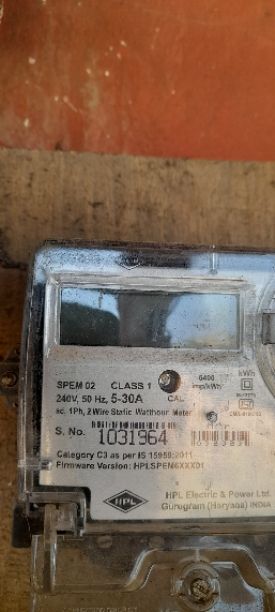 kWh
6400
imp/kWh
SPEM 02 CLASS 1
240V, 50 Hz, 5-30A CAL
ac. 1Ph, 2 Wire Static Watthour Meter
S. No. 1031964
Category C3 as per IS 15959:2011
Firmware Version: HPLSPEN6XXX01
HPL
HPL Electric & Power Ltd.
Gurugram (Haryana) INDIA